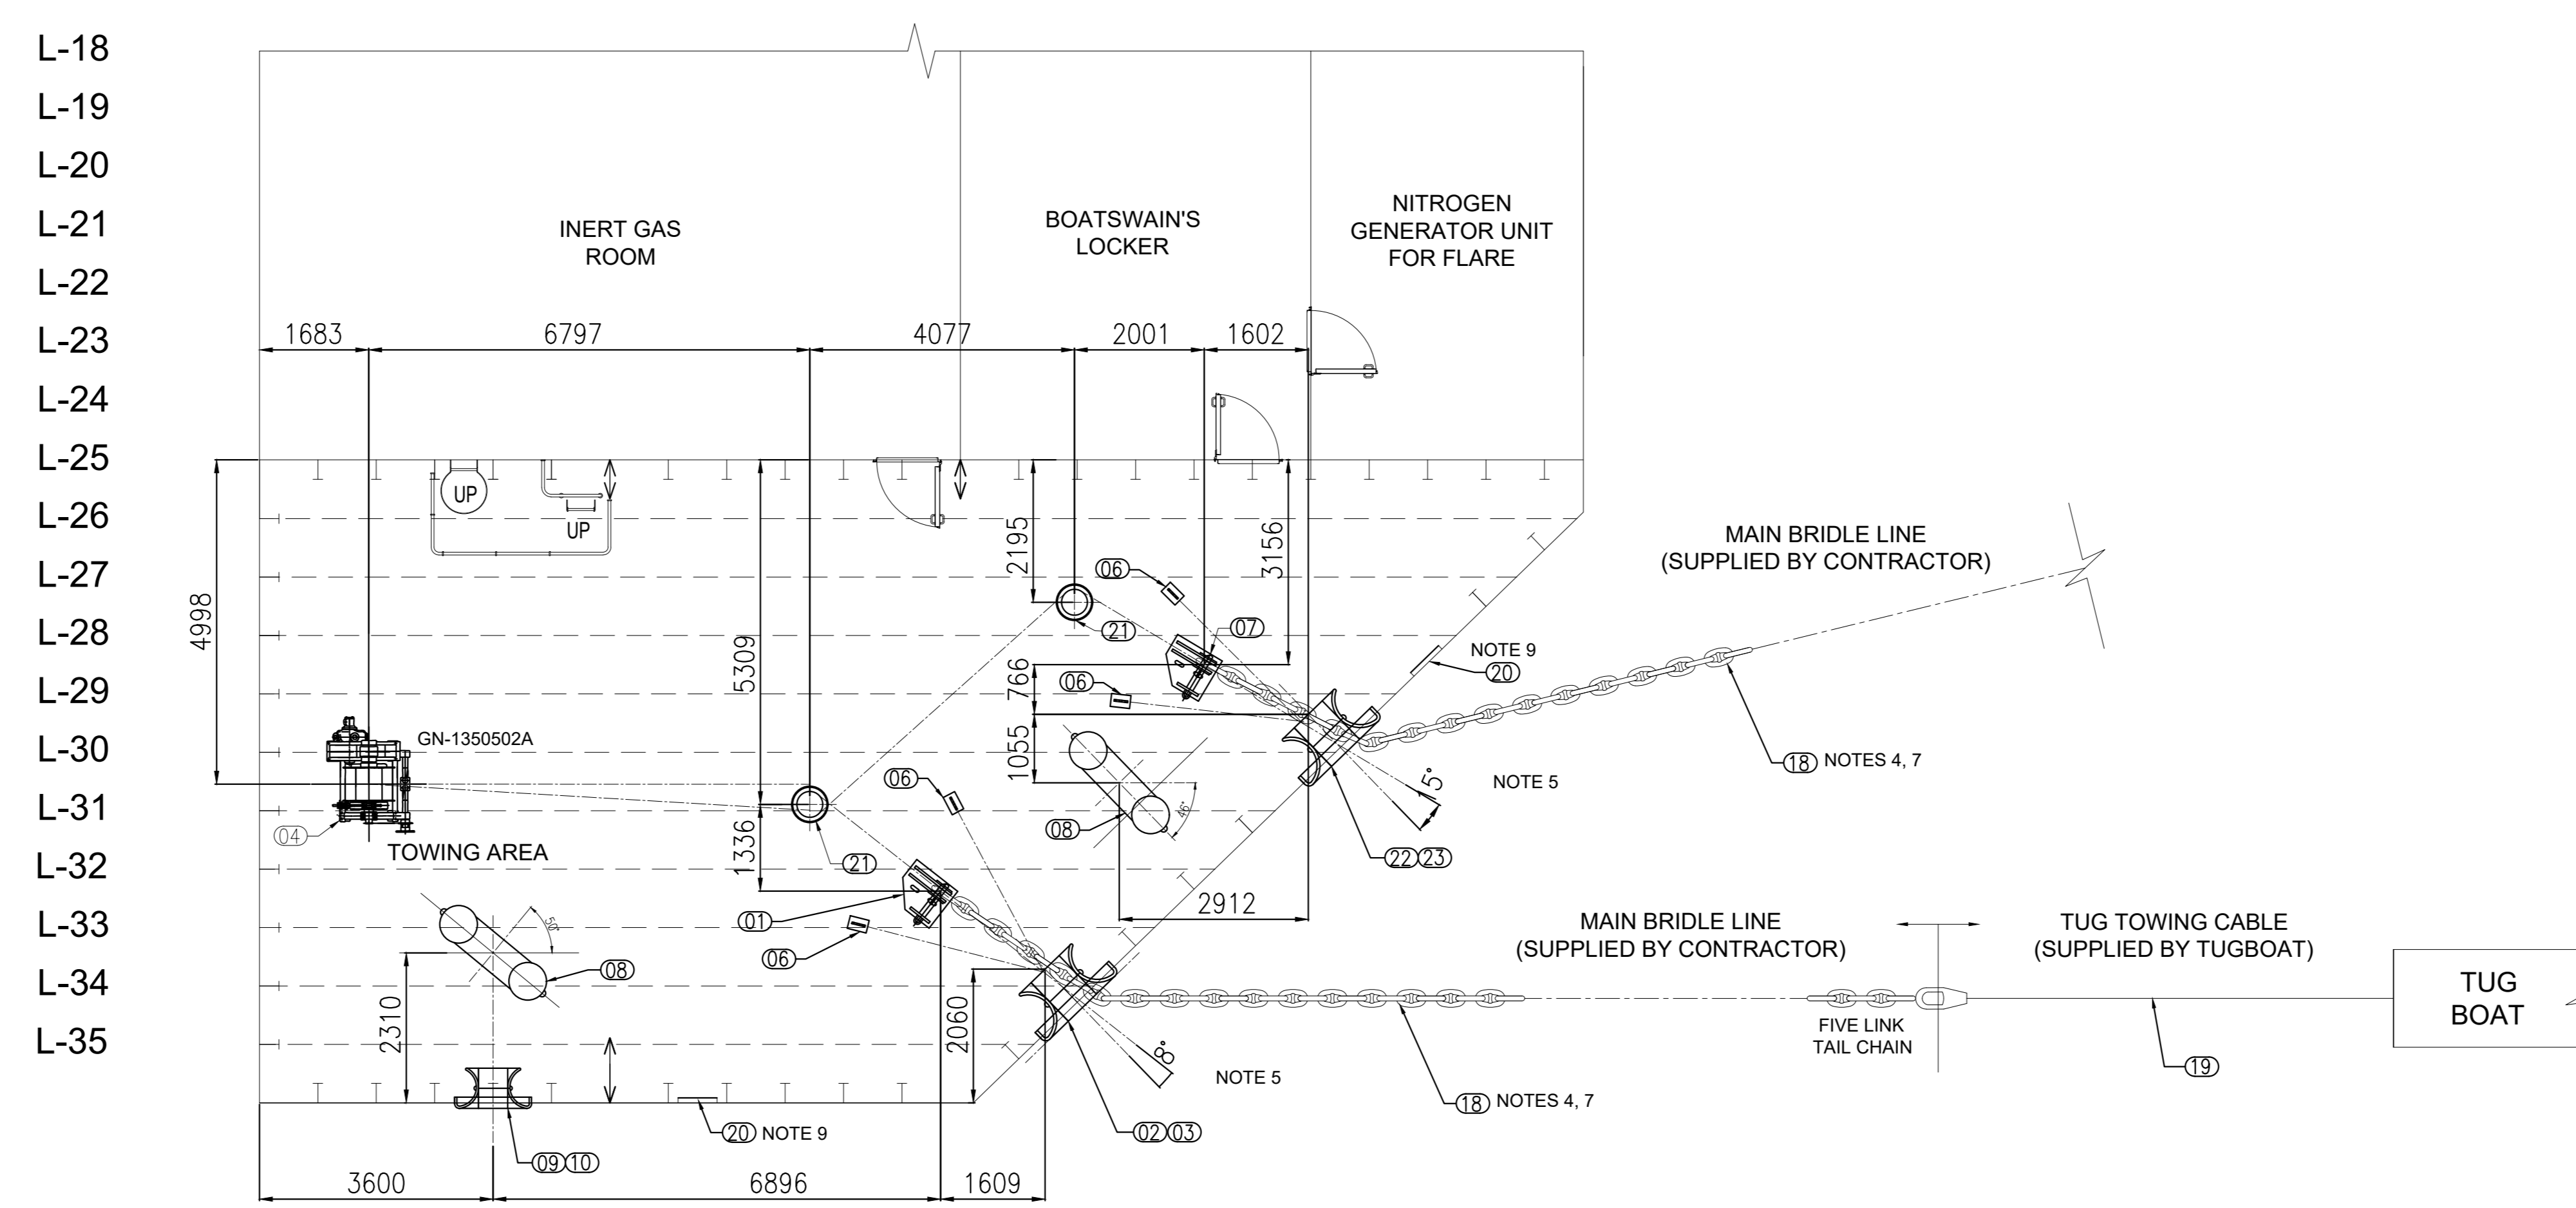 L-18
L-19
L-20
L-21
L-22
L-23
L-24
L-25
L-26
L-27
L-28
L-29
L-30
L-31
L-32
L-33
L-34
L-35
INERT GAS
ROOM
BOATSWAIN'S
LOCKER
NITROGEN
GENERATOR UNIT
FOR FLARE
1683
6797
4077
2001
1602
UP
UP
4998
5309
2195
3156
06
21
07
NOTE 9
20
MAIN BRIDLE LINE
(SUPPLIED BY CONTRACTOR)
06
766
1055
GN-1350502A
04
TOWING AREA
06
08
46°
15°
NOTE 5
18 NOTES 4, 7
22 23
1336
21
01
2912
06
50°
08
2310
2060
8°
NOTE 5
MAIN BRIDLE LINE
(SUPPLIED BY CONTRACTOR)
TUG TOWING CABLE
(SUPPLIED BY TUGBOAT)
TUG
BOAT
FIVE LINK
TAIL CHAIN
19
18 NOTES 4, 7
20 NOTE 9
02 03
09 10
3600
6896
1609